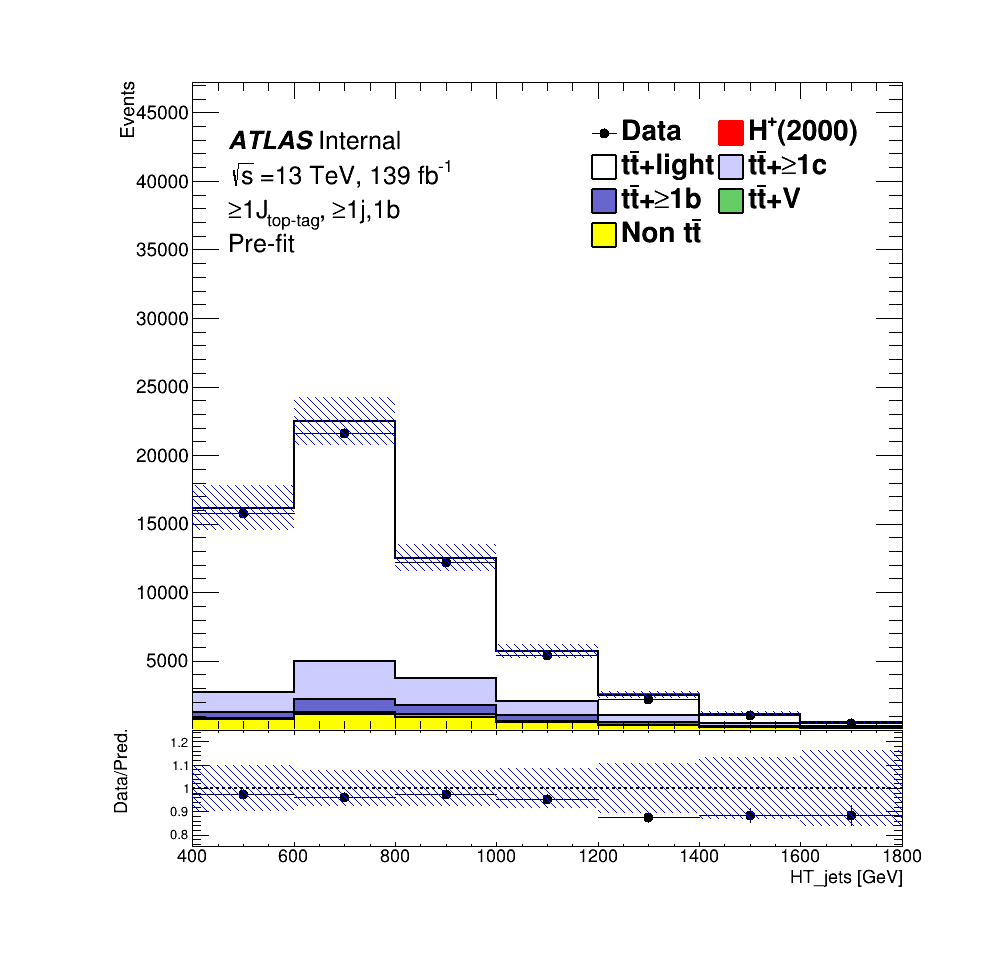 Events
45000
40000
35000
30000
25000
20000
15000
10000
5000
ATLAS Internal
√s =13 TeV, 139 fb⁻¹
≥1J_top-tag, ≥1j,1b
Pre-fit
Data
H⁺(2000)
tt̄+light
tt̄+≥1c
tt̄+≥1b
tt̄+V
Non tt̄
Data/Pred.
1.2
1.1
1
0.9
0.8
400 600 800 1000 1200 1400 1600 1800
HT_jets [GeV]